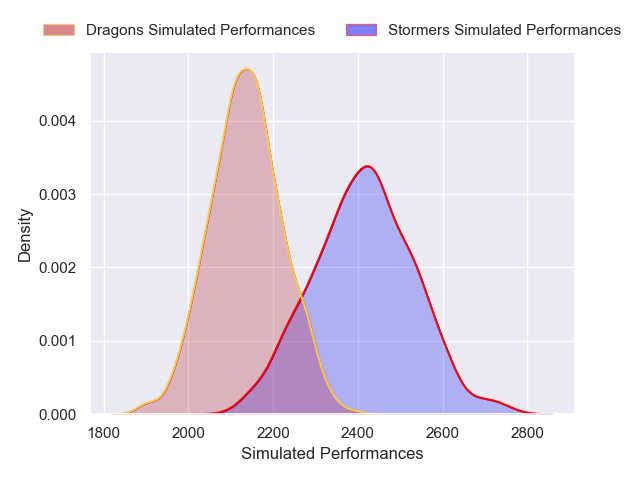 Dragons Simulated Performances Stormers Simulated Performances
0.004
0.003
0.002
0.001
0.000
Density
1800 2000 2200 2400 2600 2800
Simulated Performances